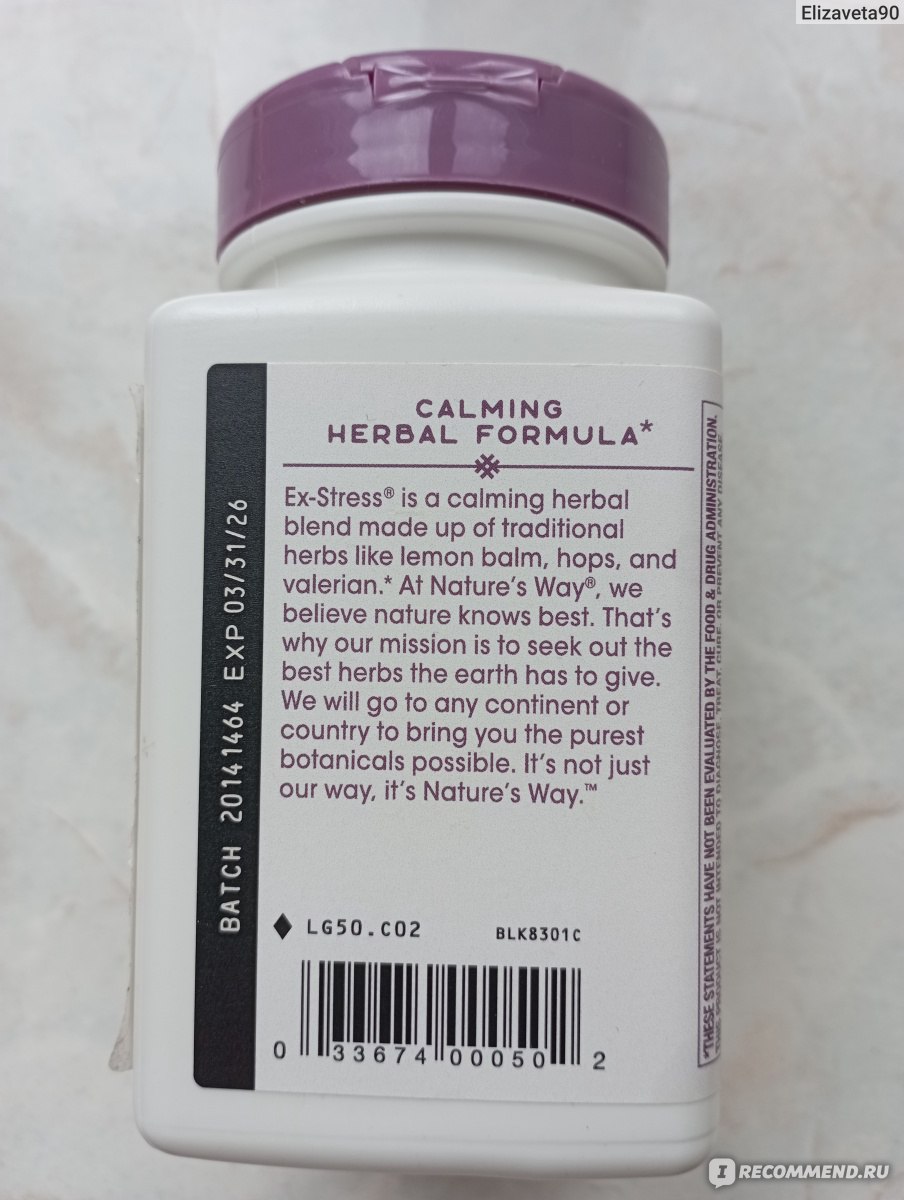 Elizaveta90
CALMING
HERBAL FORMULA*
Ex-Stress® is a calming herbal
blend made up of traditional
herbs like lemon balm, hops, and
valerian.* At Nature's Way®, we
believe nature knows best. That's
why our mission is to seek out the
best herbs the earth has to give.
We will go to any continent or
country to bring you the purest
botanicals possible. It's not just
our way, it's Nature's Way.™
BATCH 20141464 EXP 03/31/26
LG50.C02
BLK8301C
0 33674 00050 2
*THESE STATEMENTS HAVE NOT BEEN EVALUATED BY THE FOOD & DRUG ADMINISTRATION.
THIS PRODUCT IS NOT INTENDED TO DIAGNOSE, TREAT, CURE, OR PREVENT ANY DISEASE
IRECOMMEND.RU